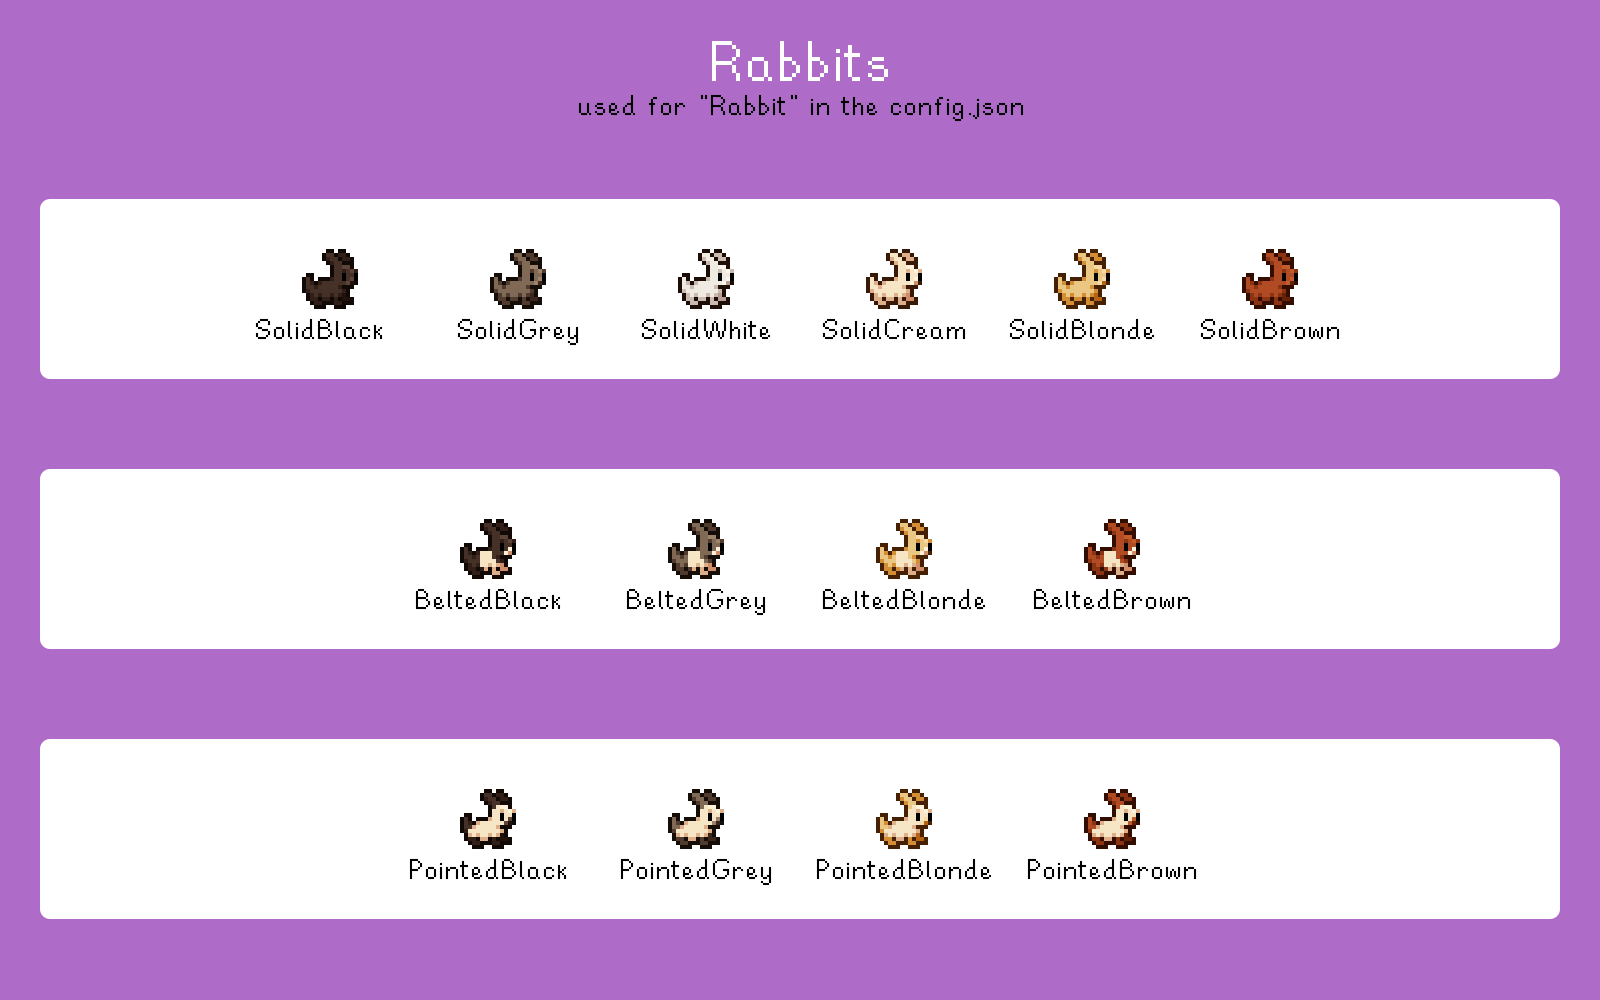 Rabbits
used for "Rabbit" in the config.json
SolidBlack SolidGrey SolidWhite SolidCream SolidBlonde SolidBrown
BeltedBlack BeltedGrey BeltedBlonde BeltedBrown
PointedBlack PointedGrey PointedBlonde PointedBrown